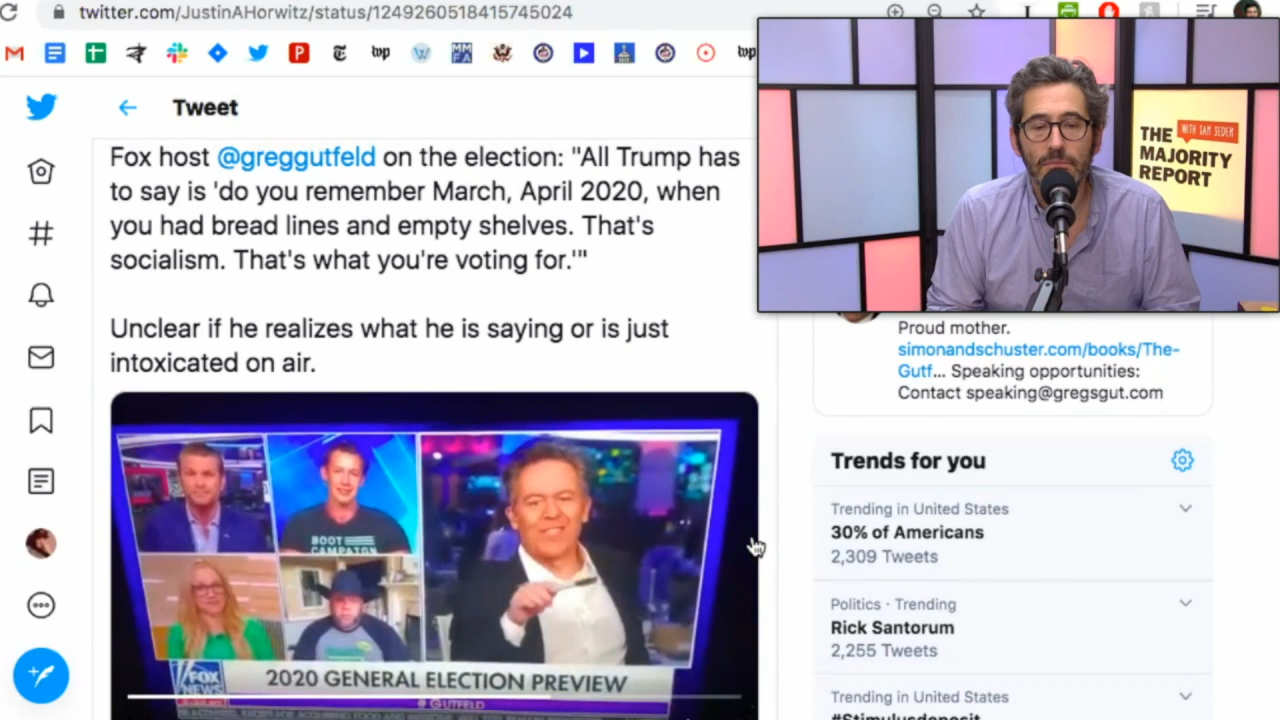 twitter.com/JustinAHorwitz/status/1249260518415745024
Tweet
Fox host @greggutfeld on the election: "All Trump has
to say is 'do you remember March, April 2020, when
you had bread lines and empty shelves. That's
socialism. That's what you're voting for.'"
Unclear if he realizes what he is saying or is just
intoxicated on air.
BOOT
CAMPAIGN
FOX
NEWS
2020 GENERAL ELECTION PREVIEW
GUTFELD
THE
WITH SAM SEDER
MAJORITY
REPORT
Proud mother.
simonandschuster.com/books/The-
Gutf... Speaking opportunities:
Contact speaking@gregsgut.com
Trends for you
Trending in United States
30% of Americans
2,309 Tweets
Politics · Trending
Rick Santorum
2,255 Tweets
Trending in United States
#Stimulusdeposit